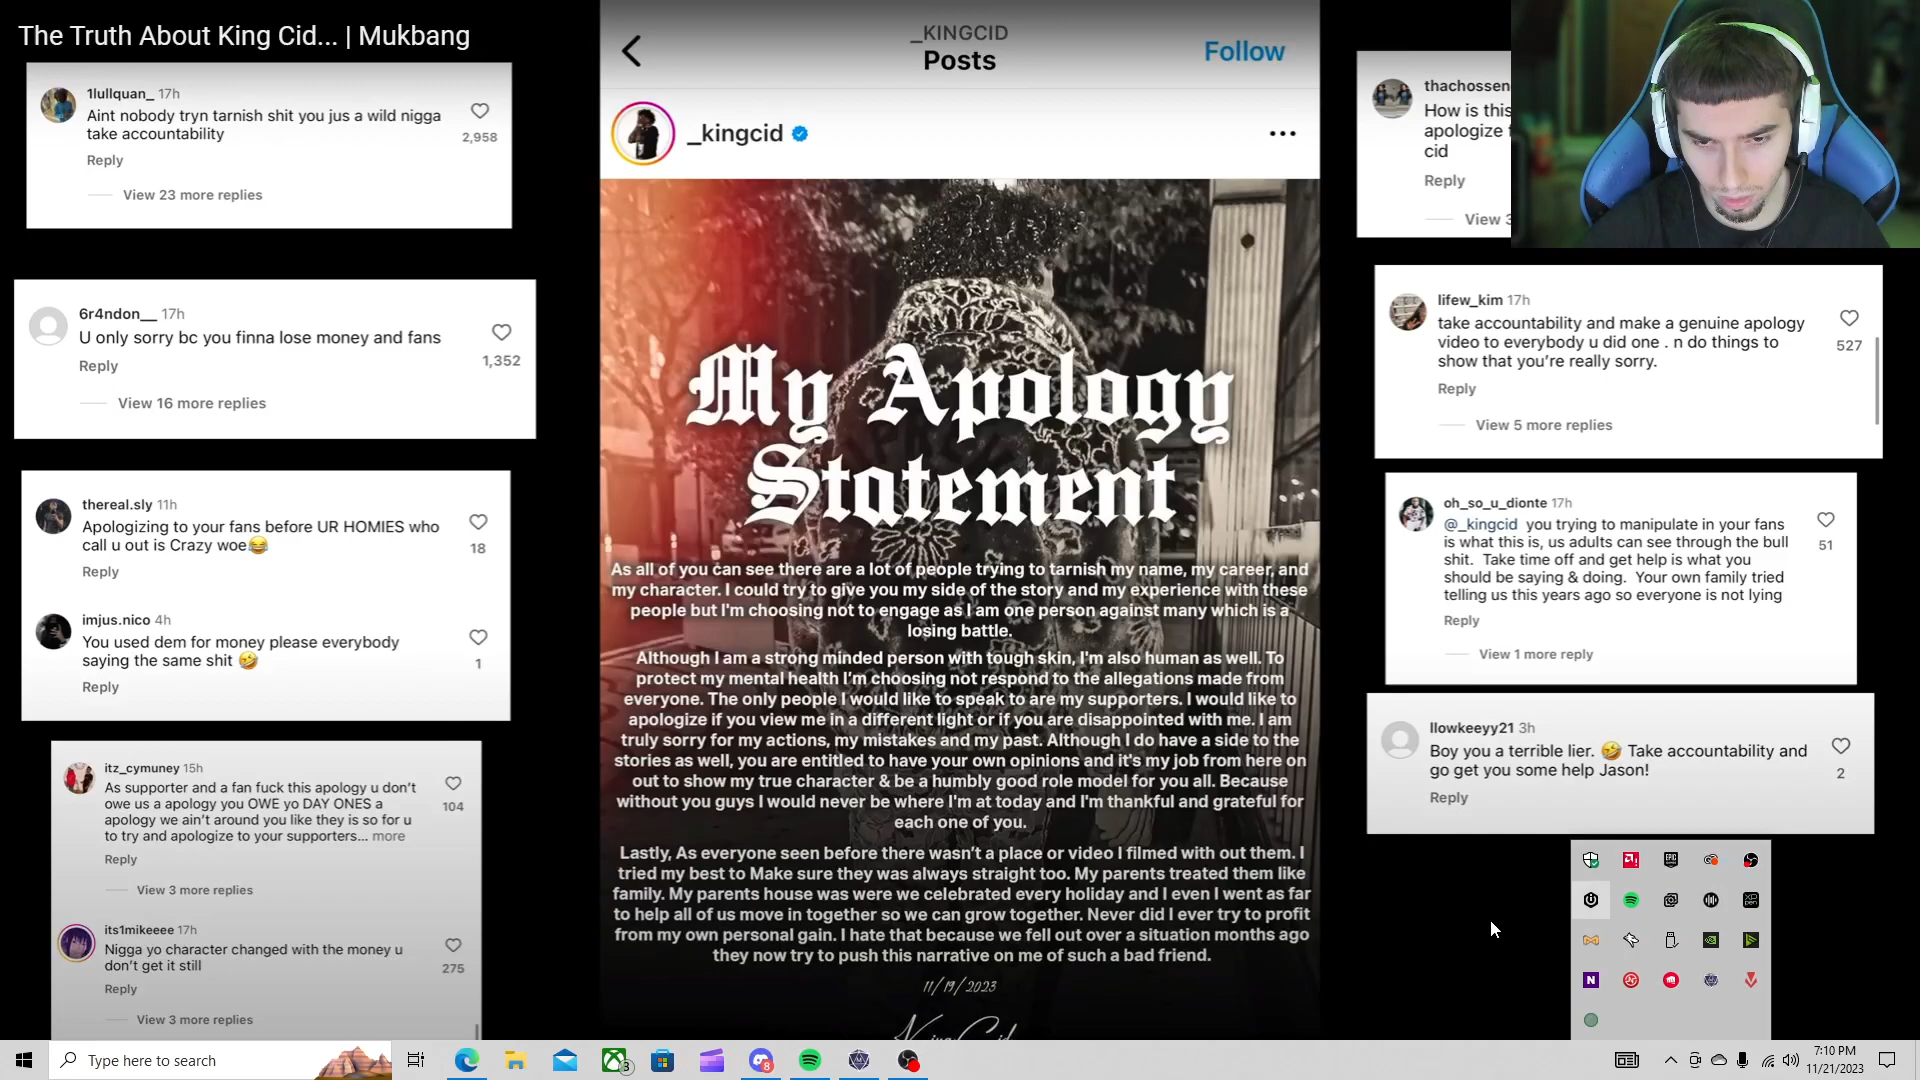 The Truth About King Cid... | Mukbang
1lullquan_ 17h
Aint nobody tryn tarnish shit you jus a wild nigga
take accountability
2,958
Reply
View 23 more replies
6r4ndon__ 17h
U only sorry bc you finna lose money and fans
1,352
Reply
View 16 more replies
thereal.sly 11h
Apologizing to your fans before UR HOMIES who
call u out is Crazy woe😂
18
Reply
imjus.nico 4h
You used dem for money please everybody
saying the same shit 🤣
1
Reply
itz_cymuney 15h
As supporter and a fan fuck this apology u don't
owe us a apology you OWE yo DAY ONES a
apology we ain't around you like they is so for u
to try and apologize to your supporters... more
104
Reply
View 3 more replies
its1mikeeee 17h
Nigga yo character changed with the money u
don't get it still
275
Reply
View 3 more replies
_KINGCID
Posts
Follow
_kingcid
My Apology
Statement
As all of you can see there are a lot of people trying to tarnish my name, my career, and
my character. I could try to give you my side of the story and my experience with these
people but I'm choosing not to engage as I am one person against many which is a
losing battle.
Although I am a strong minded person with tough skin, I'm also human as well. To
protect my mental health I'm choosing not respond to the allegations made from
everyone. The only people I would like to speak to are my supporters. I would like to
apologize if you view me in a different light or if you are disappointed with me. I am
truly sorry for my actions, my mistakes and my past. Although I do have a side to the
stories as well, you are entitled to have your own opinions and it's my job from here on
out to show my true character & be a humbly good role model for you all. Because
without you guys I would never be where I'm at today and I'm thankful and grateful for
each one of you.
Lastly, As everyone seen before there wasn't a place or video I filmed with out them. I
tried my best to Make sure they was always straight too. My parents treated them like
family. My parents house was were we celebrated every holiday and I even I went as far
to help all of us move in together so we can grow together. Never did I ever try to profit
from my own personal gain. I hate that because we fell out over a situation months ago
they now try to push this narrative on me of such a bad friend.
11/19/2023
thachossen
How is this
apologize
cid
Reply
View 3
lifew_kim 17h
take accountability and make a genuine apology
video to everybody u did one . n do things to
show that you're really sorry.
527
Reply
View 5 more replies
oh_so_u_dionte 17h
@_kingcid you trying to manipulate in your fans
is what this is, us adults can see through the bull
shit. Take time off and get help is what you
should be saying & doing. Your own family tried
telling us this years ago so everyone is not lying
51
Reply
View 1 more reply
llowkeeyy21 3h
Boy you a terrible lier. 🤣 Take accountability and
go get you some help Jason!
2
Reply
Type here to search
7:10 PM
11/21/2023